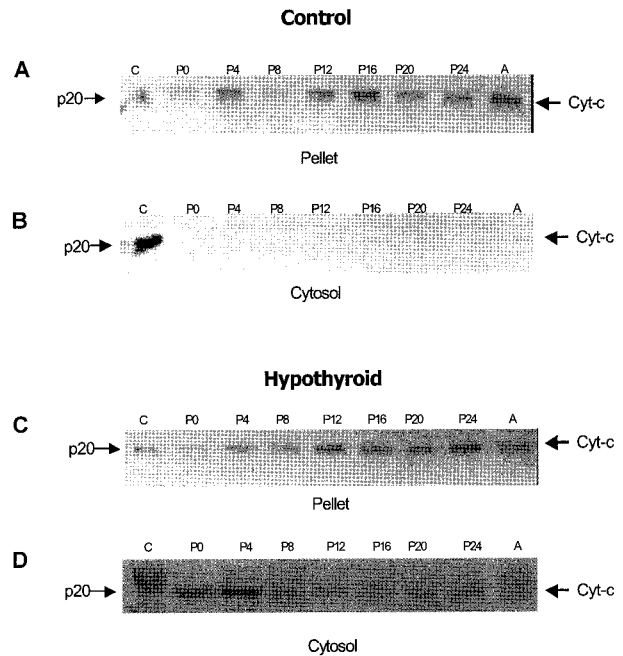 Control
A
C P0 P4 P8 P12 P16 P20 P24 A
p20 Cyt-c
Pellet
B
C P0 P4 P8 P12 P16 P20 P24 A
p20 Cyt-c
Cytosol
Hypothyroid
C
C P0 P4 P8 P12 P16 P20 P24 A
p20 Cyt-c
Pellet
D
C P0 P4 P8 P12 P16 P20 P24 A
p20 Cyt-c
Cytosol